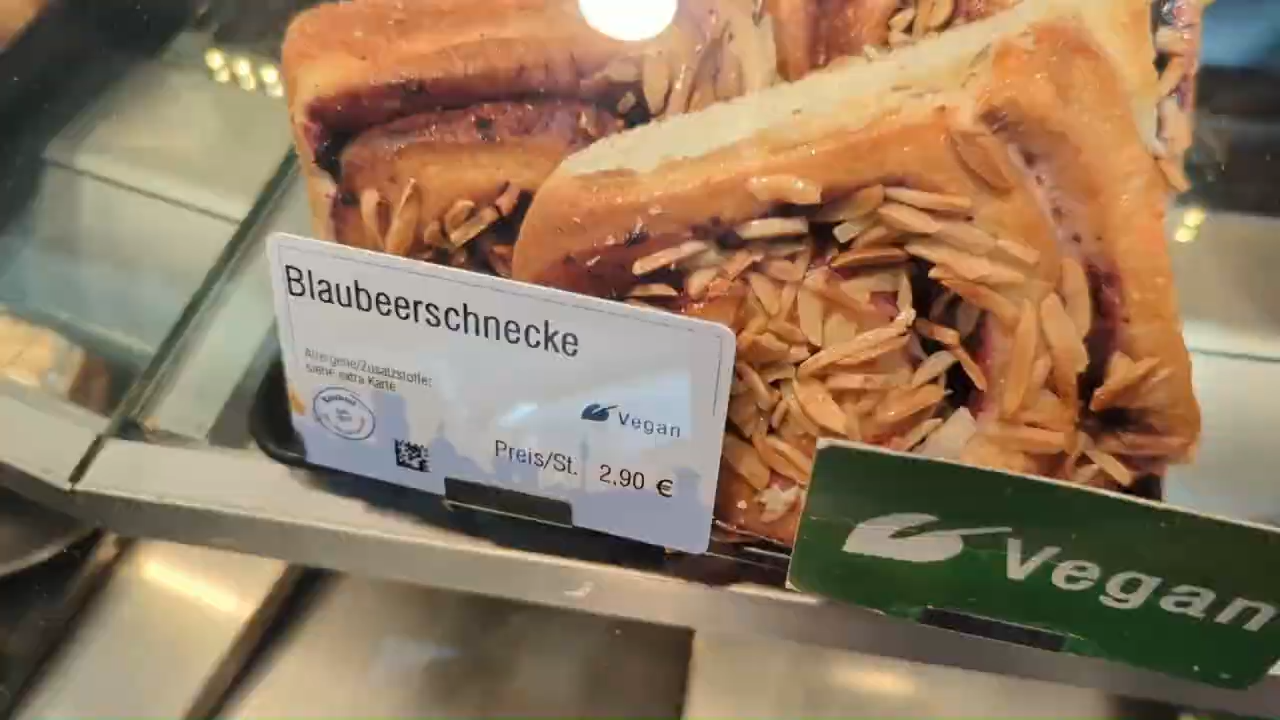 Blaubeerschnecke
Allergene/Zusatzstoffe:
siehe extra Karte
Vegan
Preis/St. 2,90 €
Vegan